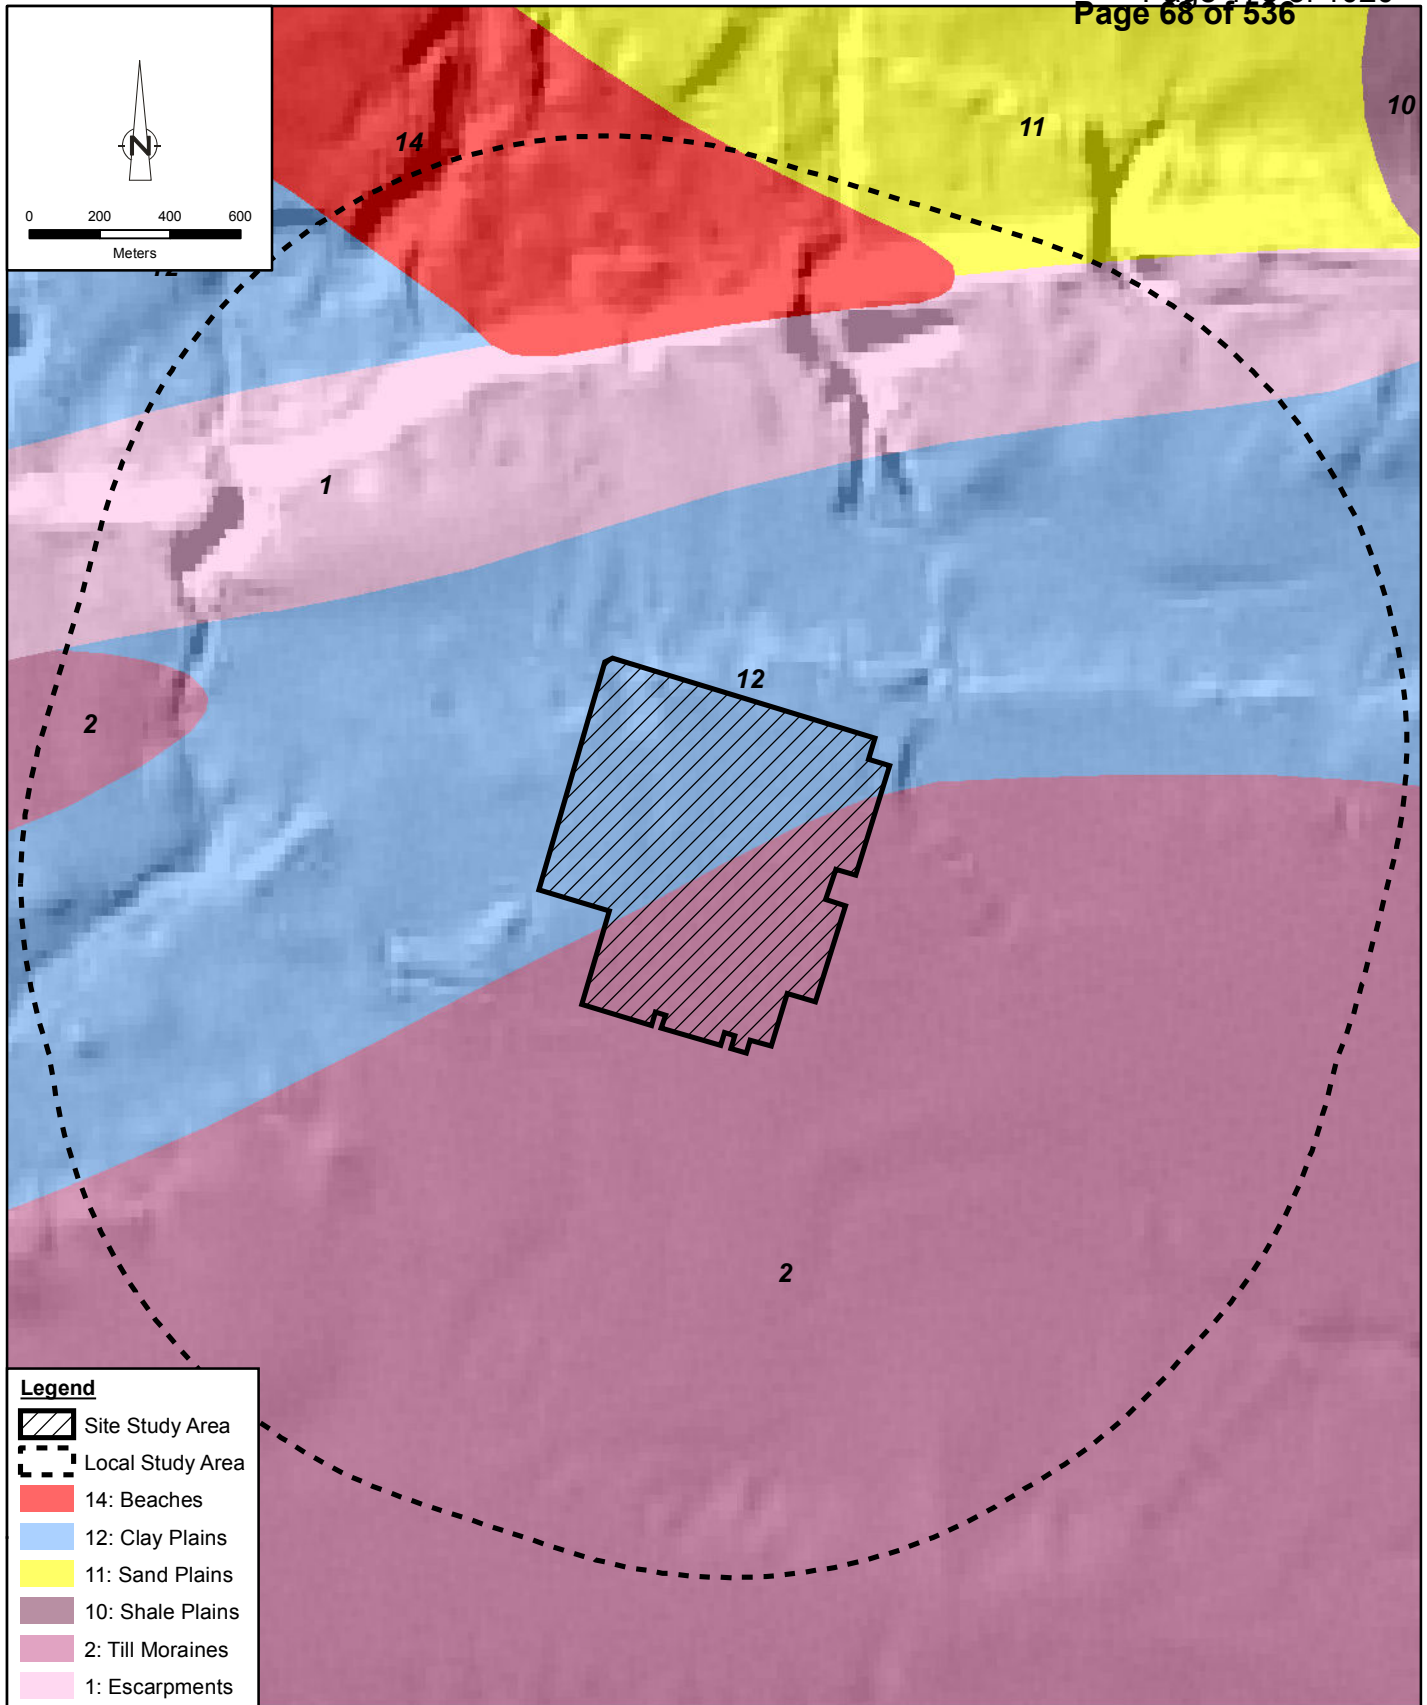 Page 68 of 536
N
0 200 400 600
Meters
14
11
10
12
1
2
12
2
Legend
Site Study Area
Local Study Area
14: Beaches
12: Clay Plains
11: Sand Plains
10: Shale Plains
2: Till Moraines
1: Escarpments